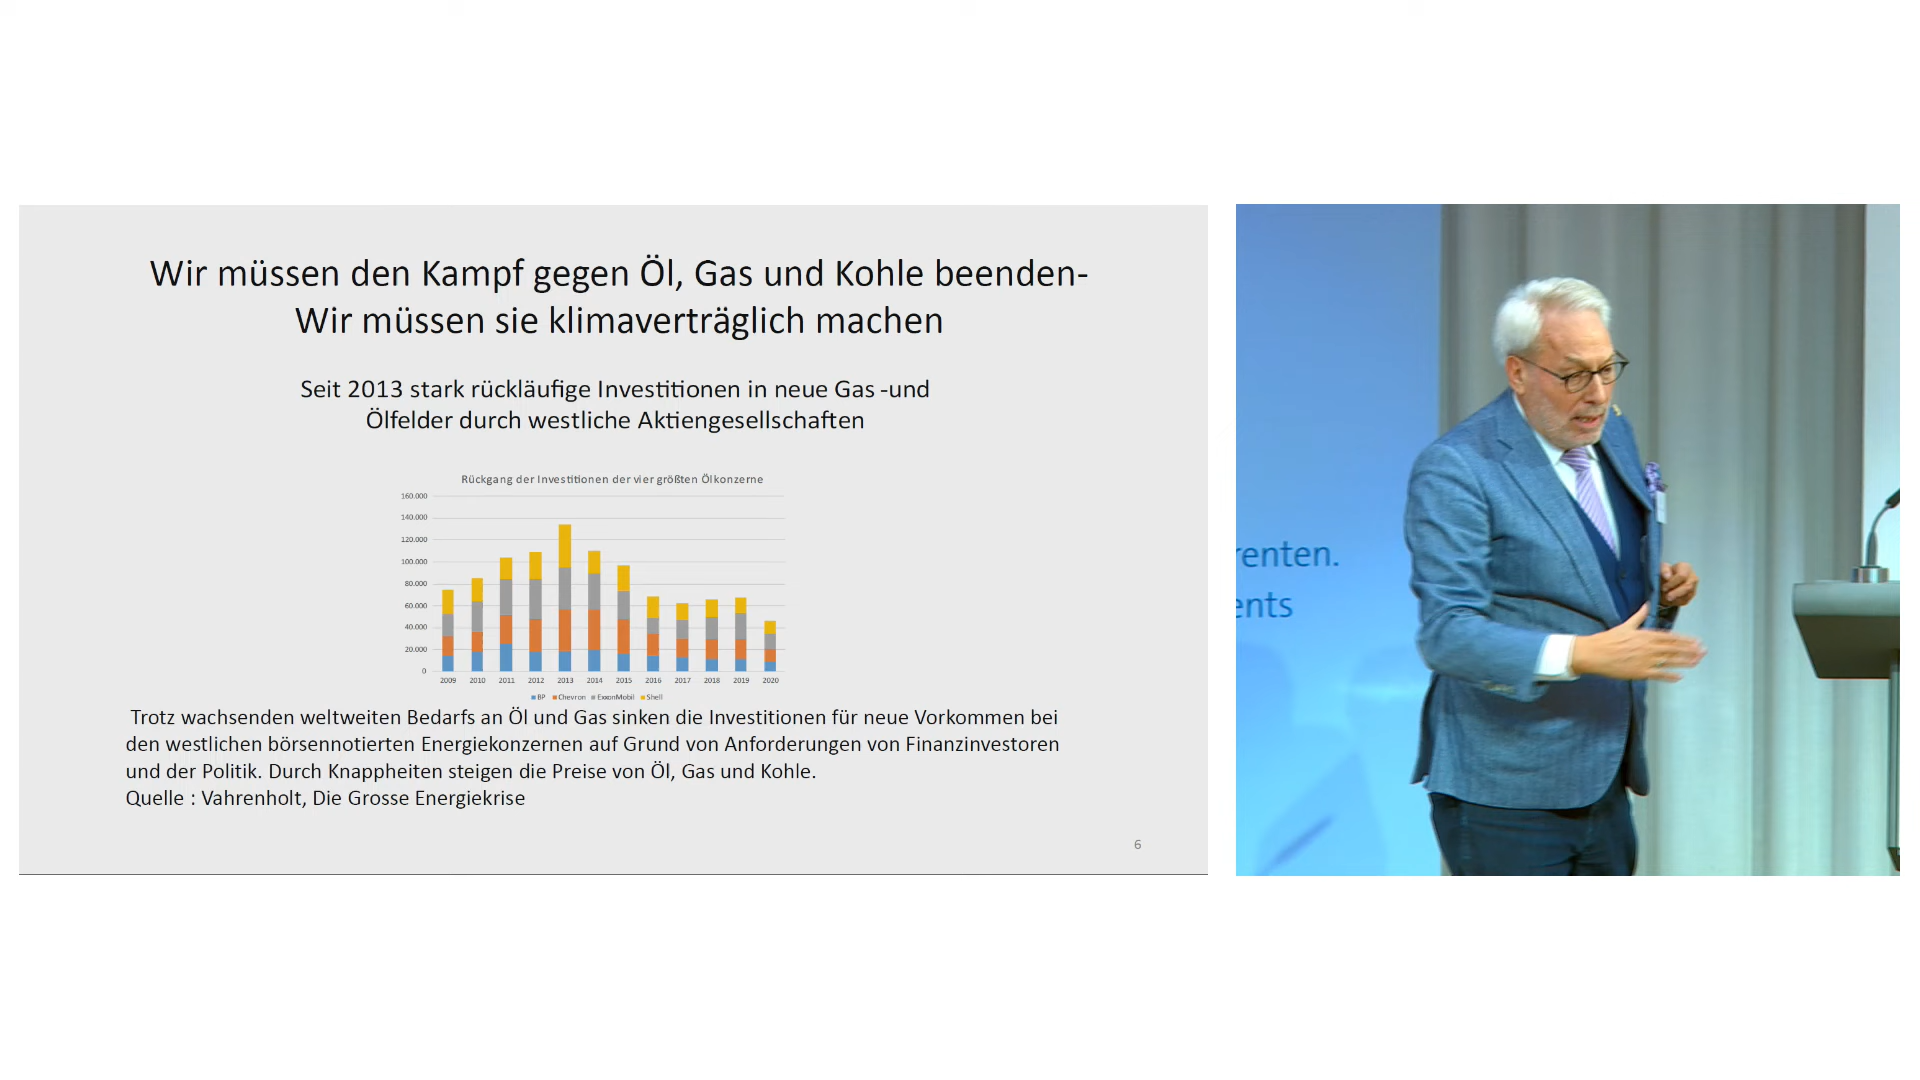 Wir müssen den Kampf gegen Öl, Gas und Kohle beenden-
Wir müssen sie klimaverträglich machen
Seit 2013 stark rückläufige Investitionen in neue Gas -und
Ölfelder durch westliche Aktiengesellschaften
Rückgang der Investitionen der vier größten Ölkonzerne
160.000
140.000
120.000
100.000
80.000
60.000
40.000
20.000
0
2009 2010 2011 2012 2013 2014 2015 2016 2017 2018 2019 2020
BP Chevron ExxonMobil Shell
Trotz wachsenden weltweiten Bedarfs an Öl und Gas sinken die Investitionen für neue Vorkommen bei
den westlichen börsennotierten Energiekonzernen auf Grund von Anforderungen von Finanzinvestoren
und der Politik. Durch Knappheiten steigen die Preise von Öl, Gas und Kohle.
Quelle : Vahrenholt, Die Grosse Energiekrise
6
renten.
ents